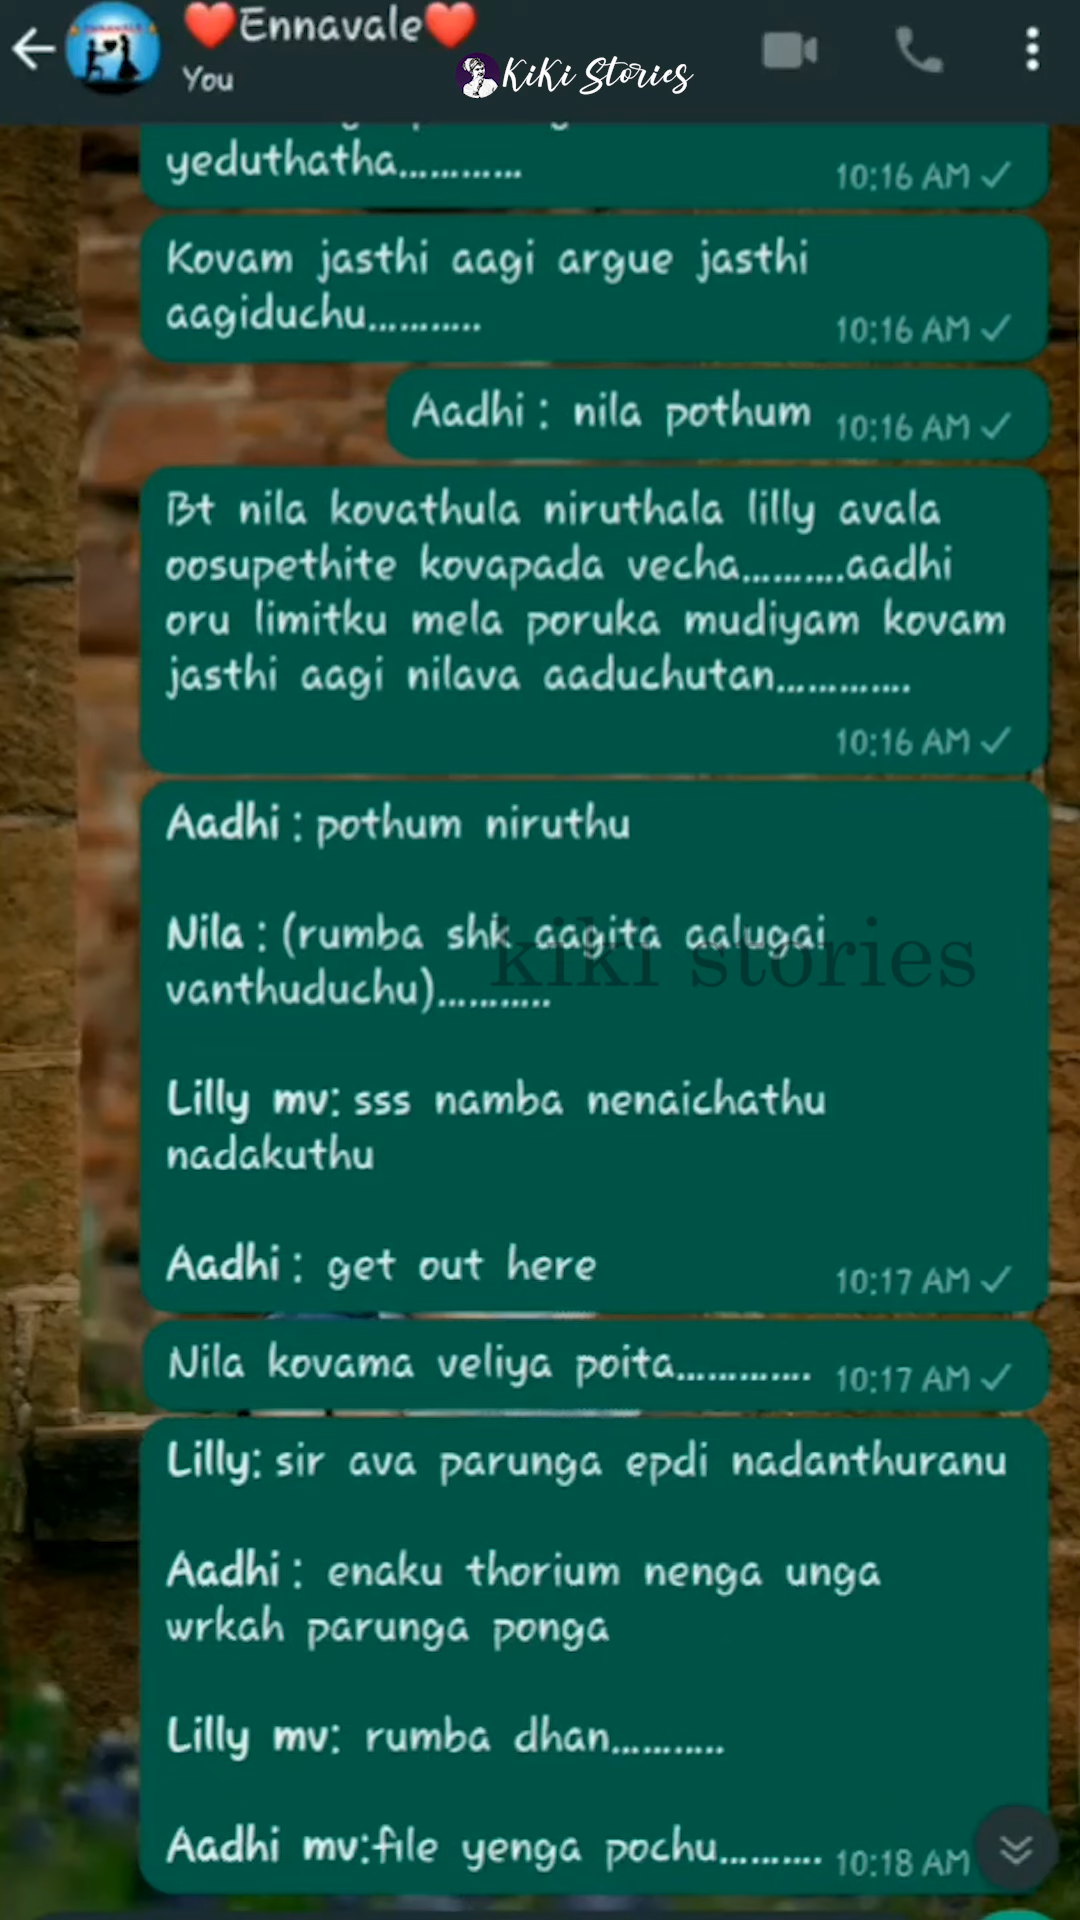 ❤️Ennavale❤️
You
KiKi Stories
yeduthatha............
10:16 AM
Kovam jasthi aagi argue jasthi
aagiduchu...........
10:16 AM
Aadhi : nila pothum
10:16 AM
Bt nila kovathula niruthala lilly avala
oosupethite kovapada vecha..........aadhi
oru limitku mela poruka mudiyam kovam
jasthi aagi nilava aaduchutan.............
10:16 AM
Aadhi : pothum niruthu
Nila : (rumba shk aagita aalugai
vanthuduchu)...........
kiki stories
Lilly mv: sss namba nenaichathu
nadakuthu
Aadhi : get out here
10:17 AM
Nila kovama veliya poita.............
10:17 AM
Lilly: sir ava parunga epdi nadanthuranu
Aadhi : enaku thorium nenga unga
wrkah parunga ponga
Lilly mv: rumba dhan...........
Aadhi mv:file yenga pochu..........
10:18 AM